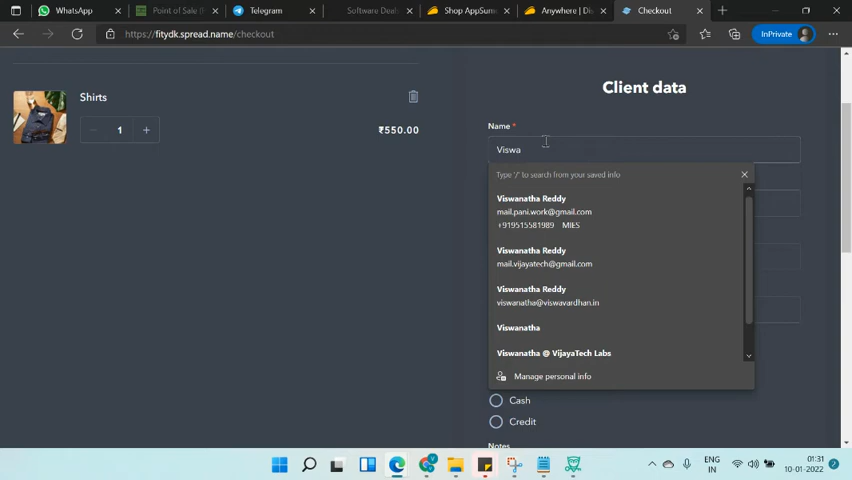 WhatsApp
Point of Sale (
Telegram
Software Deal
Shop AppSum
Anywhere | Di
Checkout
https://fitydk.spread.name/checkout
InPrivate
Client data
Shirts
Name *
1
₹550.00
Viswa
Type '/' to search from your saved info
Viswanatha Reddy
mail.pani.work@gmail.com
+919515581989 MIES
Viswanatha Reddy
mail.vijayatech@gmail.com
Viswanatha Reddy
viswanatha@viswavardhan.in
Viswanatha
Viswanatha @ VijayaTech Labs
Manage personal info
Cash
Credit
Notes
ENG
IN
01:31
10-01-2022
2